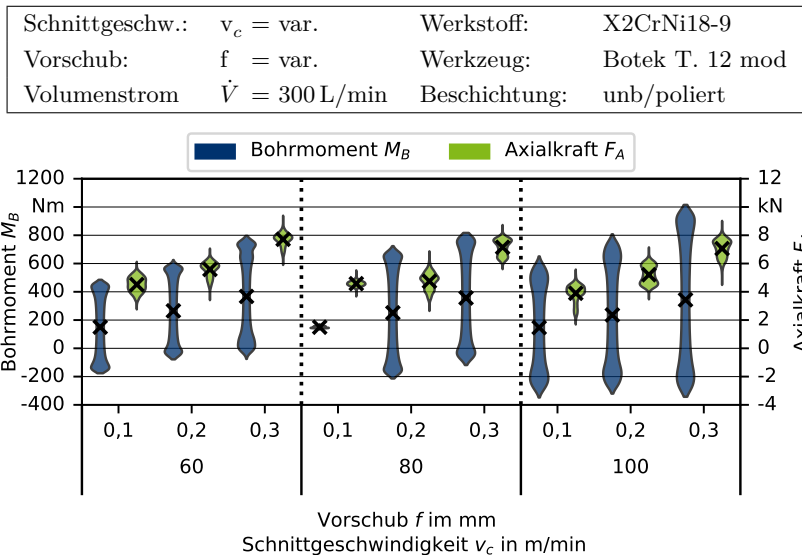 Schnittgeschw.: v_c = var. Werkstoff: X2CrNi18-9
Vorschub: f = var. Werkzeug: Botek T. 12 mod
Volumenstrom V̇ = 300 L/min Beschichtung: unb/poliert
Bohrmoment M_B Axialkraft F_A
1200 12
Nm kN
800 8
600 6
400 4
200 2
0 0
-200 -2
-400 -4
Bohrmoment M_B
Axialkraft F
0,1 0,2 0,3 0,1 0,2 0,3 0,1 0,2 0,3
60 80 100
Vorschub f im mm
Schnittgeschwindigkeit v_c in m/min